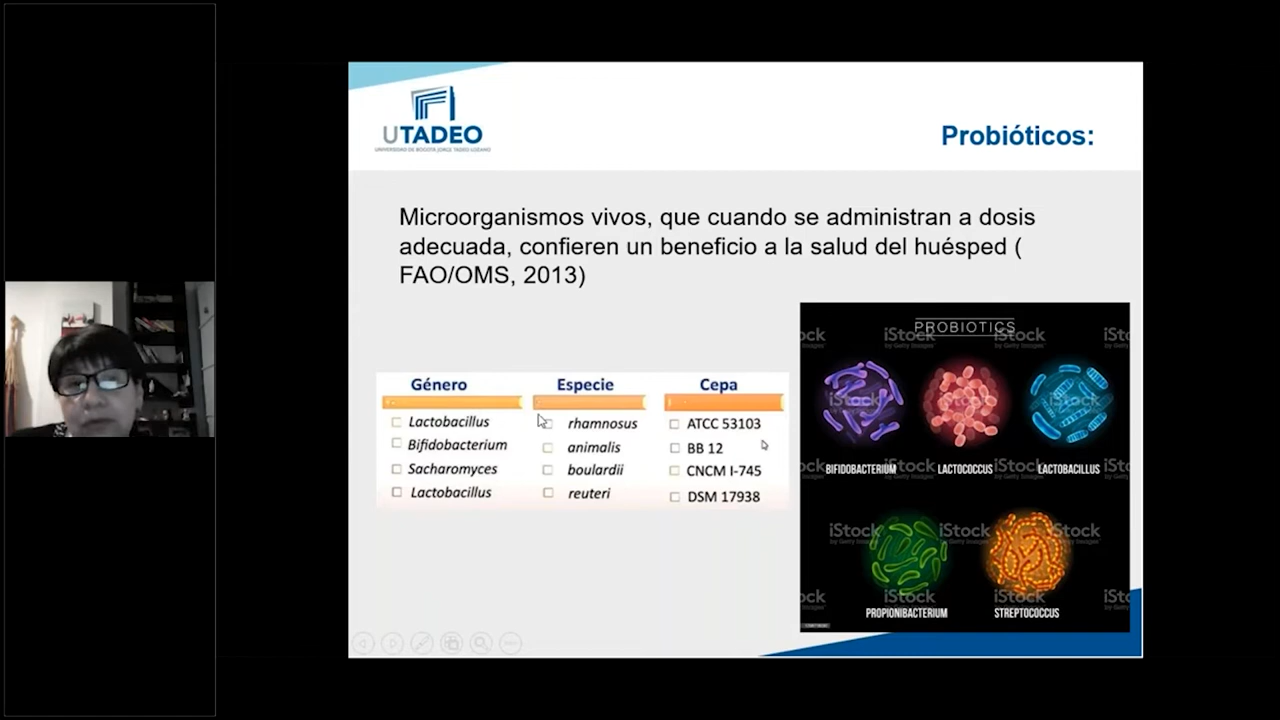 UTADEO
UNIVERSIDAD DE BOGOTÁ JORGE TADEO LOZANO
Probióticos:
Microorganismos vivos, que cuando se administran a dosis
adecuada, confieren un beneficio a la salud del huésped (
FAO/OMS, 2013)
Género Especie Cepa
Lactobacillus rhamnosus ATCC 53103
Bifidobacterium animalis BB 12
Sacharomyces boulardii CNCM I-745
Lactobacillus reuteri DSM 17938
PROBIOTICS
iStock
by Getty Images
BIFIDOBACTERIUM LACTOCOCCUS LACTOBACILLUS
PROPIONIBACTERIUM STREPTOCOCCUS